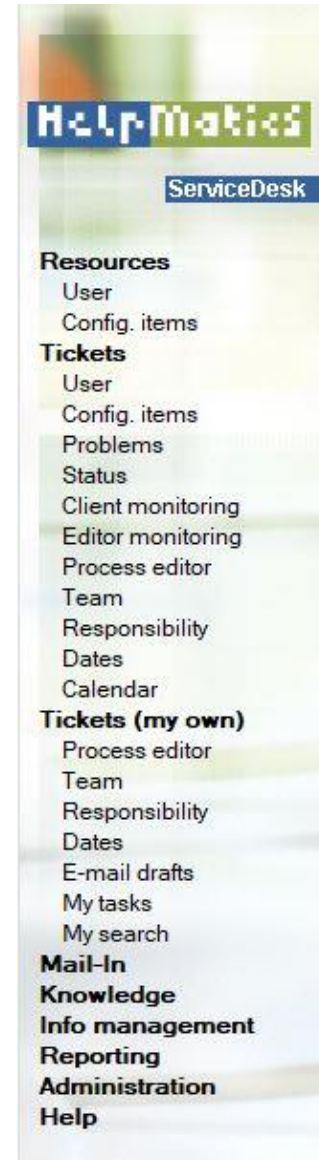 HelpMatics
ServiceDesk
Resources
User
Config. items
Tickets
User
Config. items
Problems
Status
Client monitoring
Editor monitoring
Process editor
Team
Responsibility
Dates
Calendar
Tickets (my own)
Process editor
Team
Responsibility
Dates
E-mail drafts
My tasks
My search
Mail-In
Knowledge
Info management
Reporting
Administration
Help